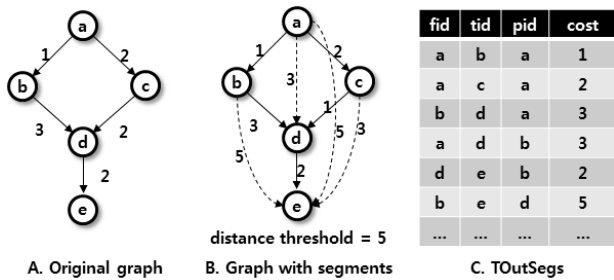 a
1
2
b
c
3
2
d
2
e
A. Original graph
a
1
2
3
b
c
1
3
d
5
5
3
2
e
distance threshold = 5
B. Graph with segments
fid tid pid cost
a b a 1
a c a 2
b d a 3
a d b 3
d e b 2
b e d 5
... ... ... ...
C. TOutSegs